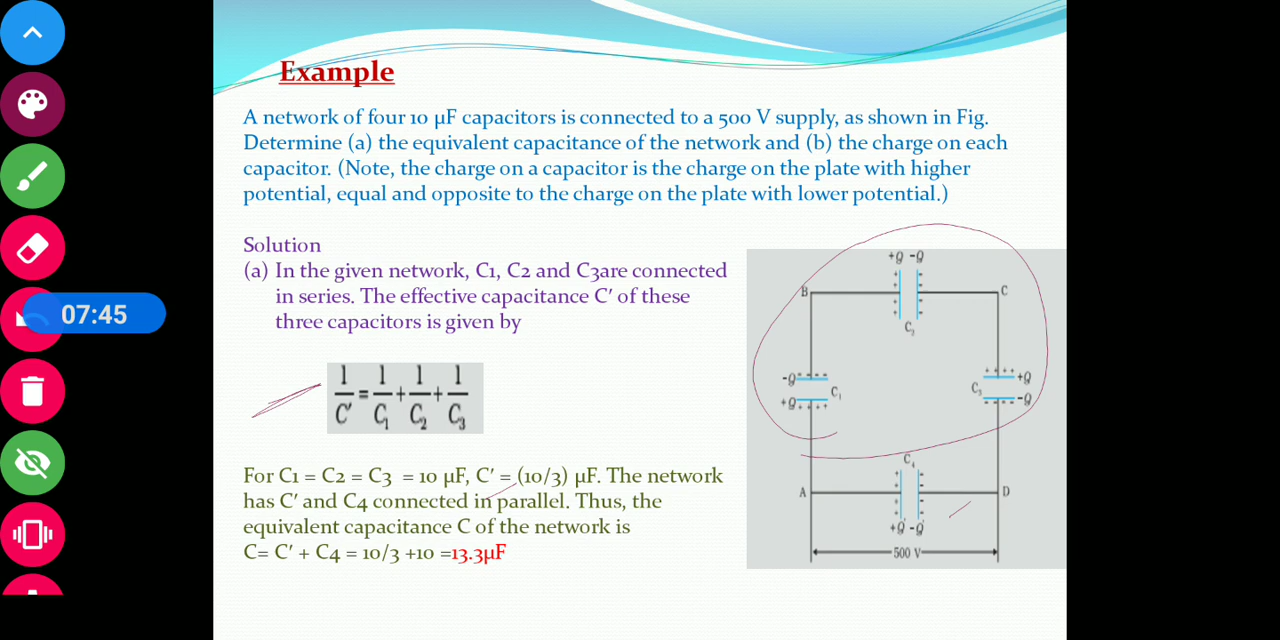 Example
A network of four 10 µF capacitors is connected to a 500 V supply, as shown in Fig.
Determine (a) the equivalent capacitance of the network and (b) the charge on each
capacitor. (Note, the charge on a capacitor is the charge on the plate with higher
potential, equal and opposite to the charge on the plate with lower potential.)
Solution
(a) In the given network, C1, C2 and C3are connected
in series. The effective capacitance C′ of these
three capacitors is given by
07:45
1/C′ = 1/C₁ + 1/C₂ + 1/C₃
For C1 = C2 = C3 = 10 µF, C′ = (10/3) µF. The network
has C′ and C4 connected in parallel. Thus, the
equivalent capacitance C of the network is
C= C′ + C4 = 10/3 +10 =13.3µF
+Q -Q
B
C
C₂
-Q
+Q
C₁
C₃
+Q
-Q
C₄
A
D
+Q′ -Q′
500 V